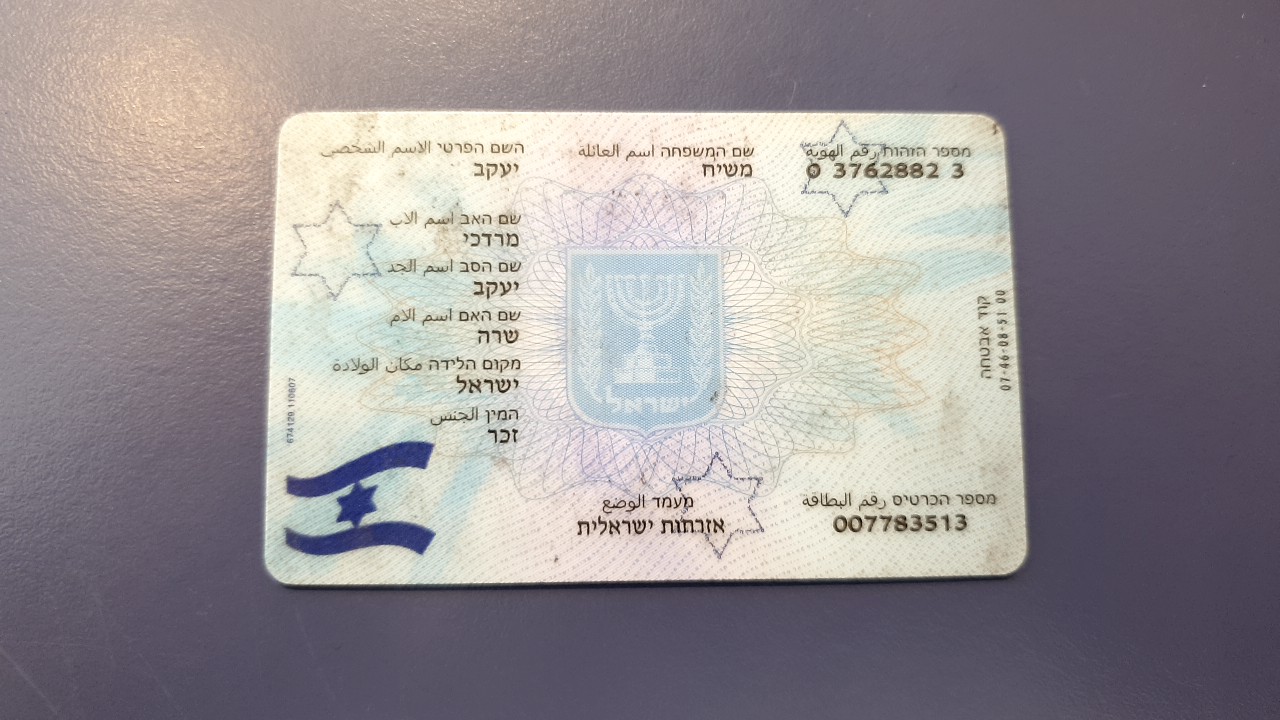 מספר הזהות رقم الهوية
0 3762882 3
שם המשפחה اسم العائلة
משיח
השם הפרטי الاسم الشخصي
יעקב
שם האב اسم الاب
מרדכי
שם הסב اسم الجد
יעקב
שם האם اسم الام
שרה
מקום הלידה مكان الولادة
ישראל
המין الجنس
זכר
ישראל
מעמד الوضع
אזרחות ישראלית
מספר הכרטיס رقم البطاقة
007783513
קוד אבטחה
07-46-08-51 00
674120 110807